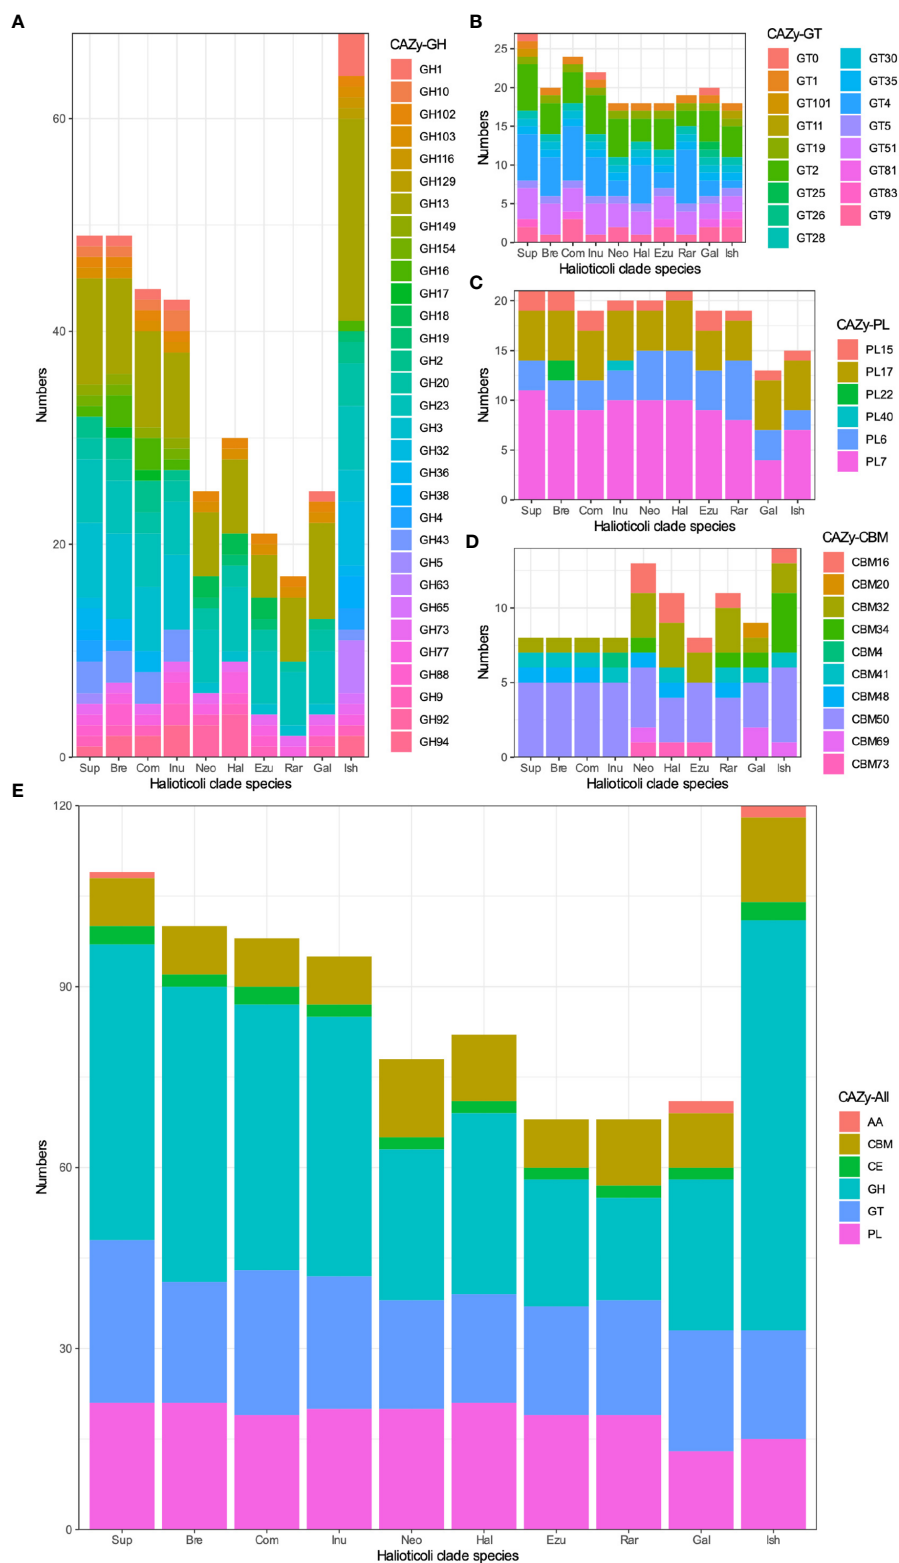 A
CAZy-GH
GH1
GH10
GH102
GH103
GH116
GH129
GH13
GH149
GH154
GH16
GH17
GH18
GH19
GH2
GH20
GH23
GH3
GH32
GH36
GH38
GH4
GH43
GH5
GH63
GH65
GH73
GH77
GH88
GH9
GH92
GH94
Numbers
60
40
20
0
Sup Bre Com Inu Neo Hal Ezu Rar Gal Ish
Halioticoli clade species
B
CAZy-GT
GT0
GT1
GT101
GT11
GT19
GT2
GT25
GT26
GT28
GT30
GT35
GT4
GT5
GT51
GT81
GT83
GT9
Numbers
25
20
15
10
5
0
Sup Bre Com Inu Neo Hal Ezu Rar Gal Ish
Halioticoli clade species
C
CAZy-PL
PL15
PL17
PL22
PL40
PL6
PL7
Numbers
20
15
10
5
0
Sup Bre Com Inu Neo Hal Ezu Rar Gal Ish
Halioticoli clade species
D
CAZy-CBM
CBM16
CBM20
CBM32
CBM34
CBM4
CBM41
CBM48
CBM50
CBM69
CBM73
Numbers
10
5
0
Sup Bre Com Inu Neo Hal Ezu Rar Gal Ish
Halioticoli clade species
E
CAZy-All
AA
CBM
CE
GH
GT
PL
Numbers
120
90
60
30
0
Sup Bre Com Inu Neo Hal Ezu Rar Gal Ish
Halioticoli clade species